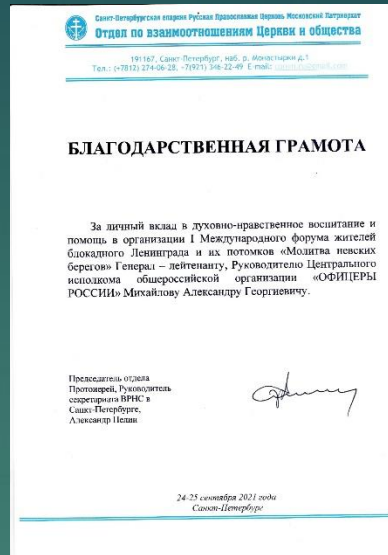 Санкт-Петербургская епархия Русская Православная Церковь Московский Патриархат
Отдел по взаимоотношениям Церкви и общества
191167, Санкт-Петербург, наб. р. Монастырки д.1
Тел.: (+7812) 274-06-28, +7(921) 346-22-49 E-mail:
БЛАГОДАРСТВЕННАЯ ГРАМОТА
За личный вклад в духовно-нравственное воспитание и
помощь в организации I Международного форума жителей
блокадного Ленинграда и их потомков «Молитва невских
берегов» Генерал – лейтенанту, Руководителю Центрального
исполкома общероссийской организации «ОФИЦЕРЫ
РОССИИ» Михайлову Александру Георгиевичу.
Председатель отдела
Протоиерей, Руководитель
секретариата ВРНС в
Санкт-Петербурге,
Александр Пелин
24-25 сентября 2021 года
Санкт-Петербург